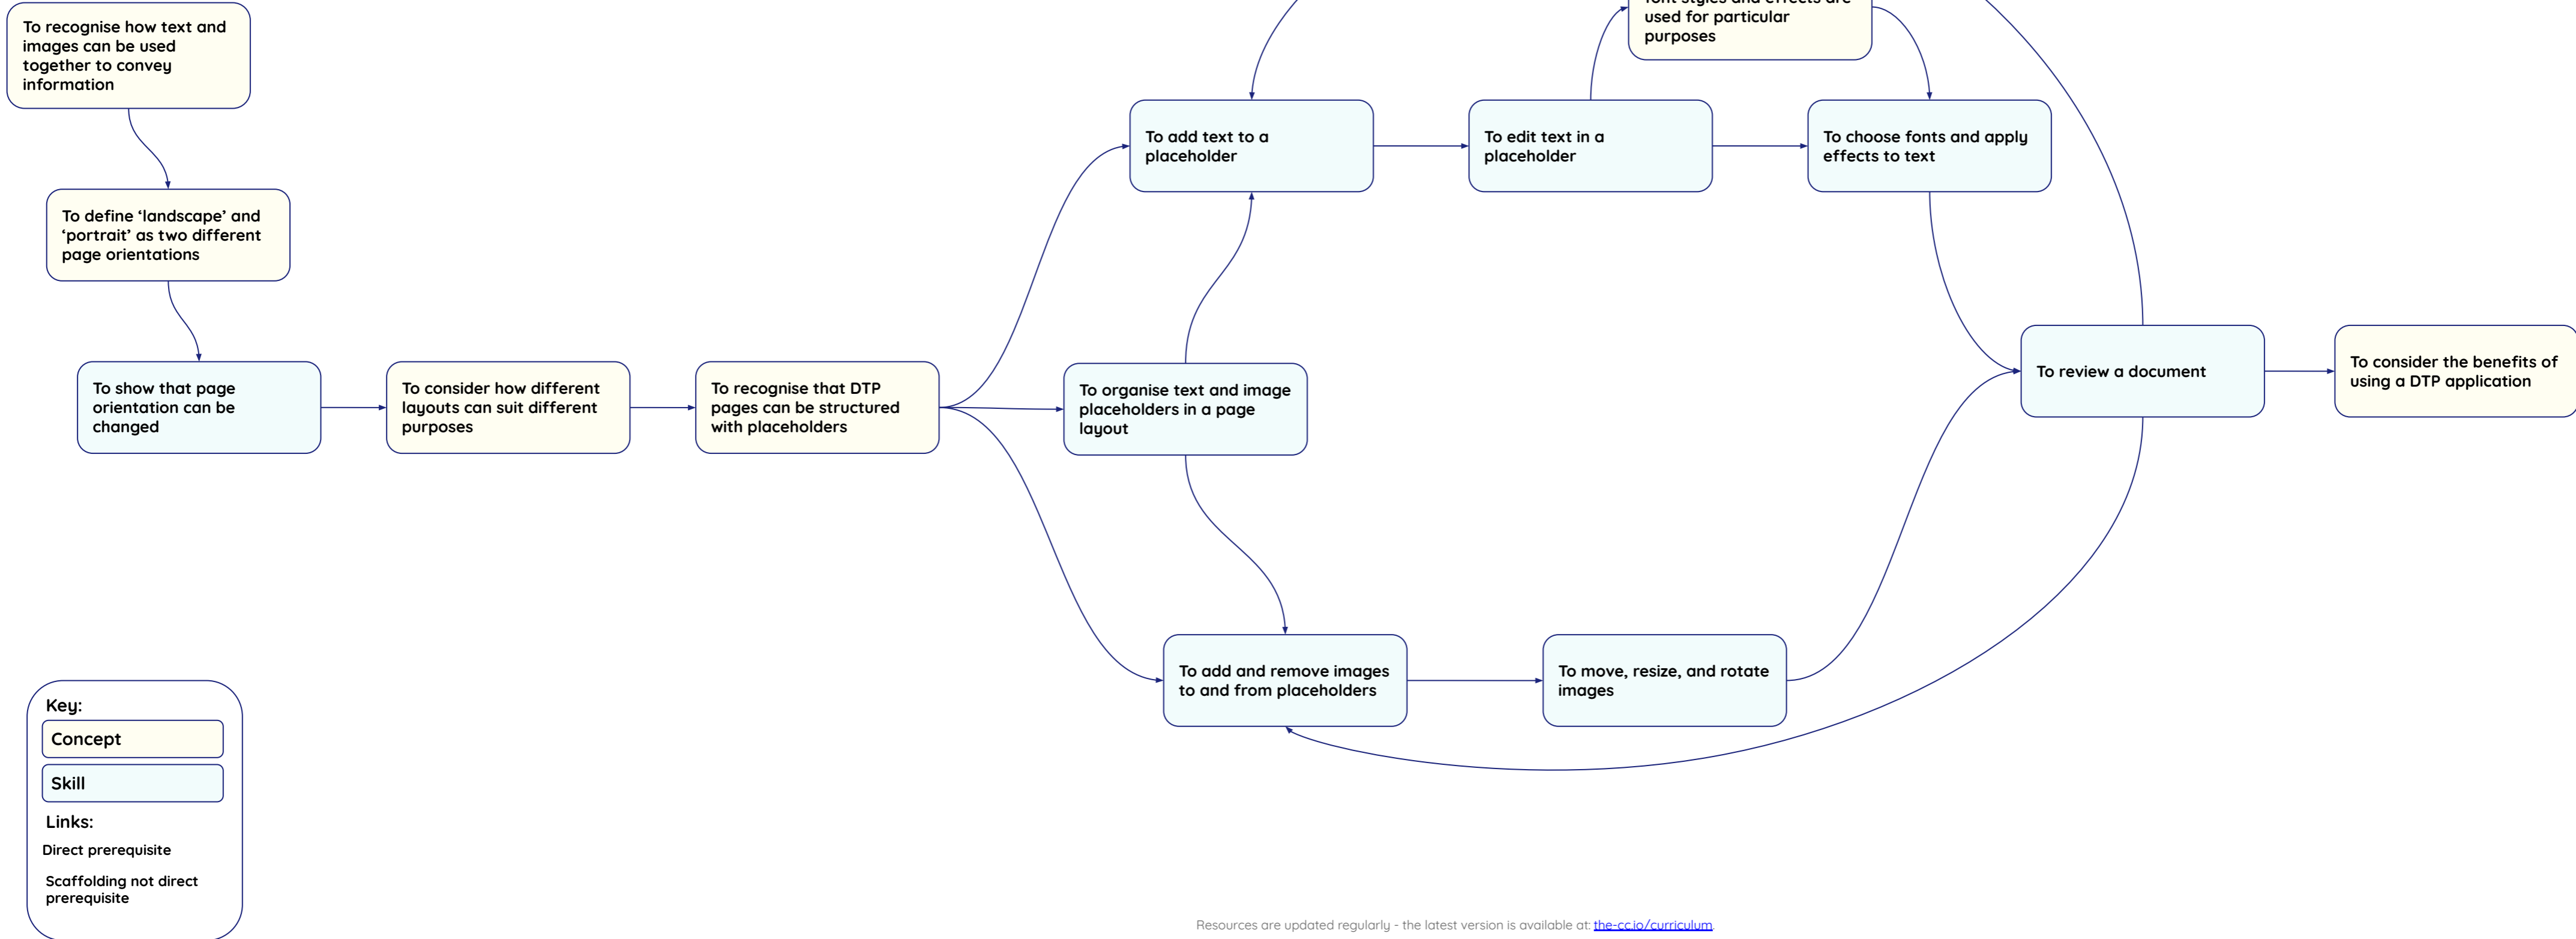 To recognise how text and
images can be used
together to convey
information
font styles and effects are
used for particular
purposes
To add text to a
placeholder
To edit text in a
placeholder
To choose fonts and apply
effects to text
To define ‘landscape’ and
‘portrait’ as two different
page orientations
To show that page
orientation can be
changed
To consider how different
layouts can suit different
purposes
To recognise that DTP
pages can be structured
with placeholders
To organise text and image
placeholders in a page
layout
To review a document
To consider the benefits of
using a DTP application
To add and remove images
to and from placeholders
To move, resize, and rotate
images
Key:
Concept
Skill
Links:
Direct prerequisite
Scaffolding not direct
prerequisite
Resources are updated regularly - the latest version is available at: the-cc.io/curriculum.